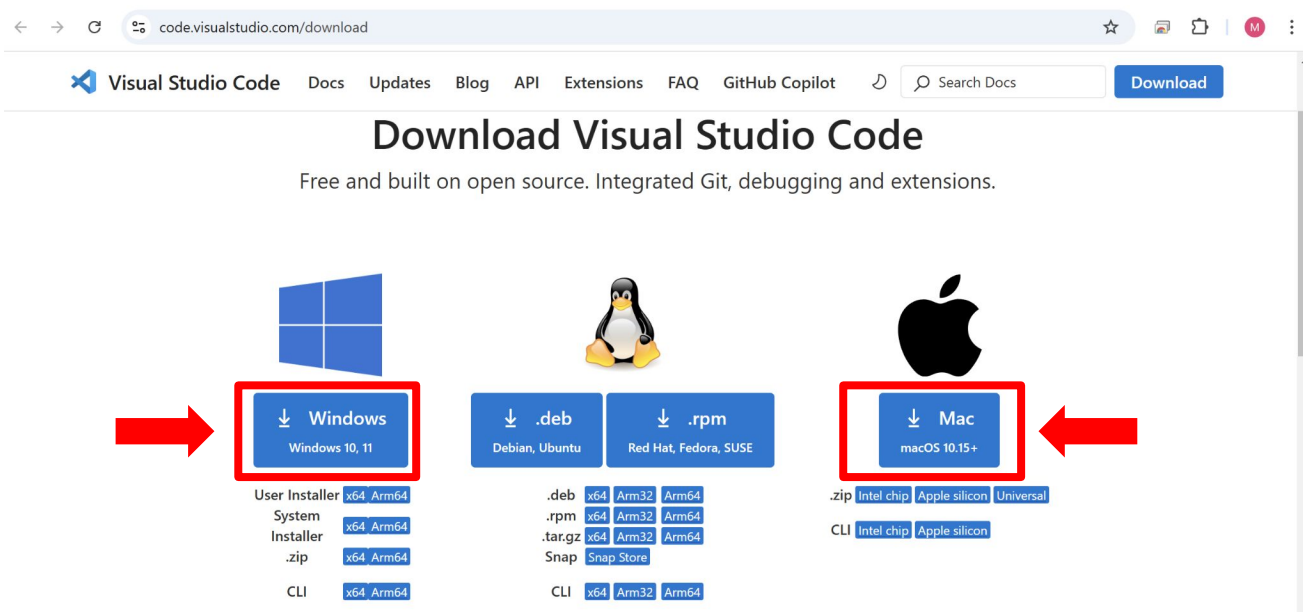 code.visualstudio.com/download
M
Visual Studio Code Docs Updates Blog API Extensions FAQ GitHub Copilot Search Docs Download
Download Visual Studio Code
Free and built on open source. Integrated Git, debugging and extensions.
Windows
Windows 10, 11
.deb
Debian, Ubuntu
.rpm
Red Hat, Fedora, SUSE
Mac
macOS 10.15+
User Installer x64 Arm64
System
Installer x64 Arm64
.zip x64 Arm64
CLI x64 Arm64
.deb x64 Arm32 Arm64
.rpm x64 Arm32 Arm64
.tar.gz x64 Arm32 Arm64
Snap Snap Store
CLI x64 Arm32 Arm64
.zip Intel chip Apple silicon Universal
CLI Intel chip Apple silicon